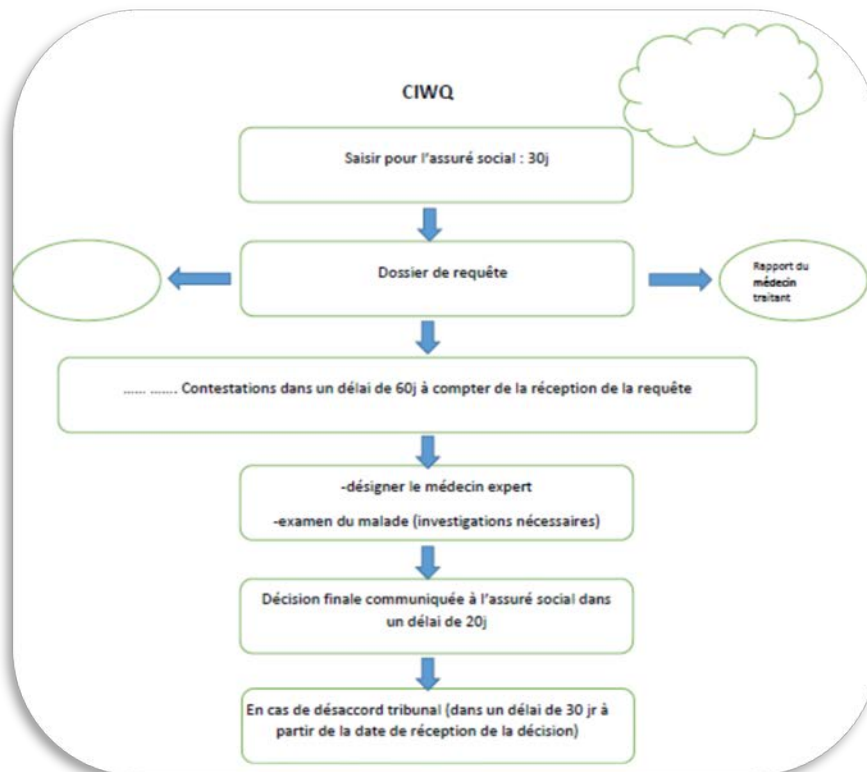 CIWQ
Saisir pour l'assuré social : 30j
Dossier de requête
Rapport du
médecin
traitant
...... ....... Contestations dans un délai de 60j à compter de la réception de la requête
-désigner le médecin expert
-examen du malade (investigations nécessaires)
Décision finale communiquée à l'assuré social dans
un délai de 20j
En cas de désaccord tribunal (dans un délai de 30 jr à
partir de la date de réception de la décision)